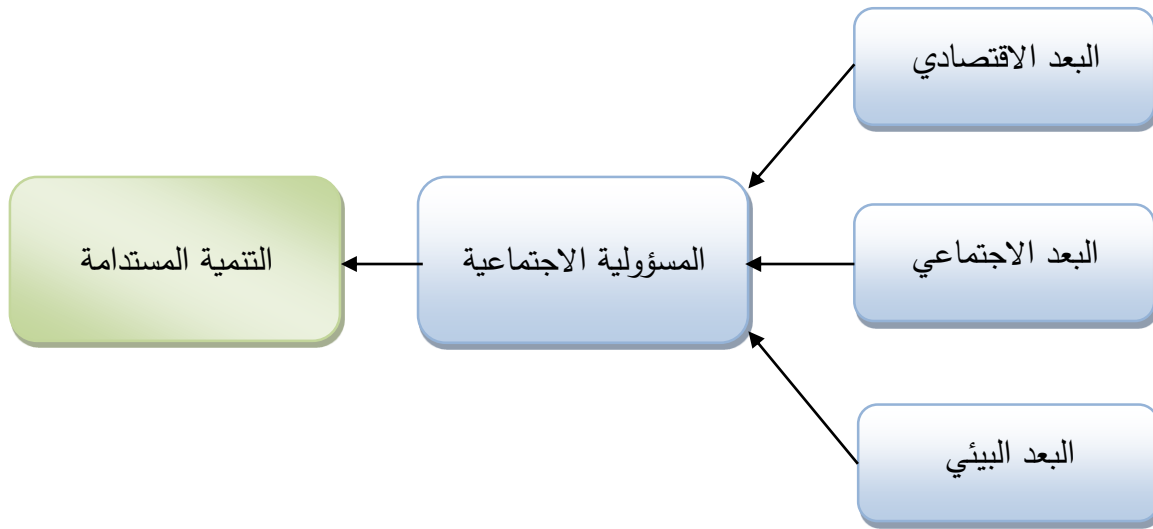 البعد الاقتصادي
البعد الاجتماعي
المسؤولية الاجتماعية
التنمية المستدامة
البعد البيئي